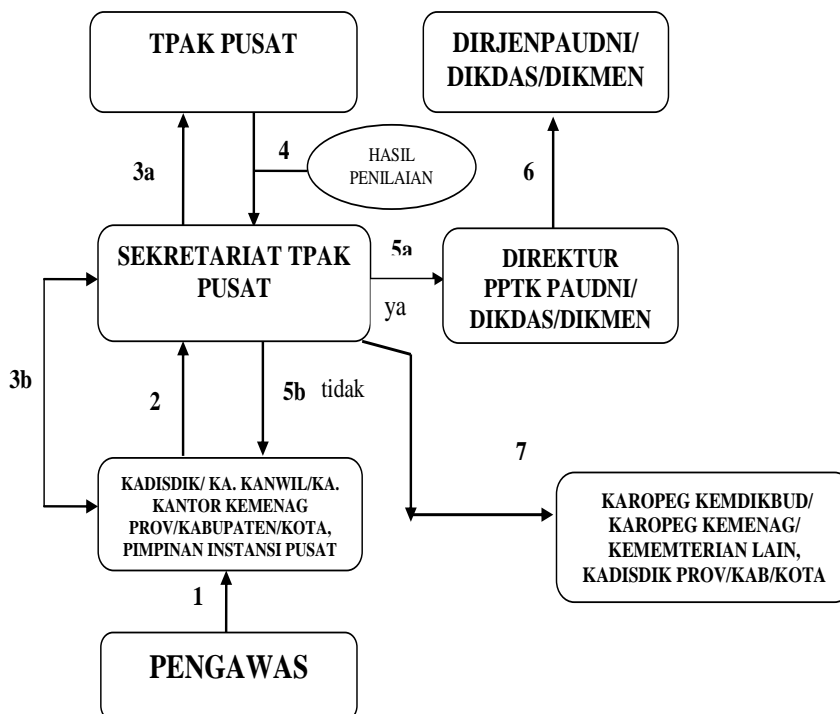 TPAK PUSAT
DIRJENPAUDNI/
DIKDAS/DIKMEN
3a
4
HASIL
PENILAIAN
6
SEKRETARIAT TPAK
PUSAT
5a
ya
DIREKTUR
PPTK PAUDNI/
DIKDAS/DIKMEN
3b
2
5b tidak
7
KADISDIK/ KA. KANWIL/KA.
KANTOR KEMENAG
PROV/KABUPATEN/KOTA,
PIMPINAN INSTANSI PUSAT
KAROPEG KEMDIKBUD/
KAROPEG KEMENAG/
KEMEMTERIAN LAIN,
KADISDIK PROV/KAB/KOTA
1
PENGAWAS